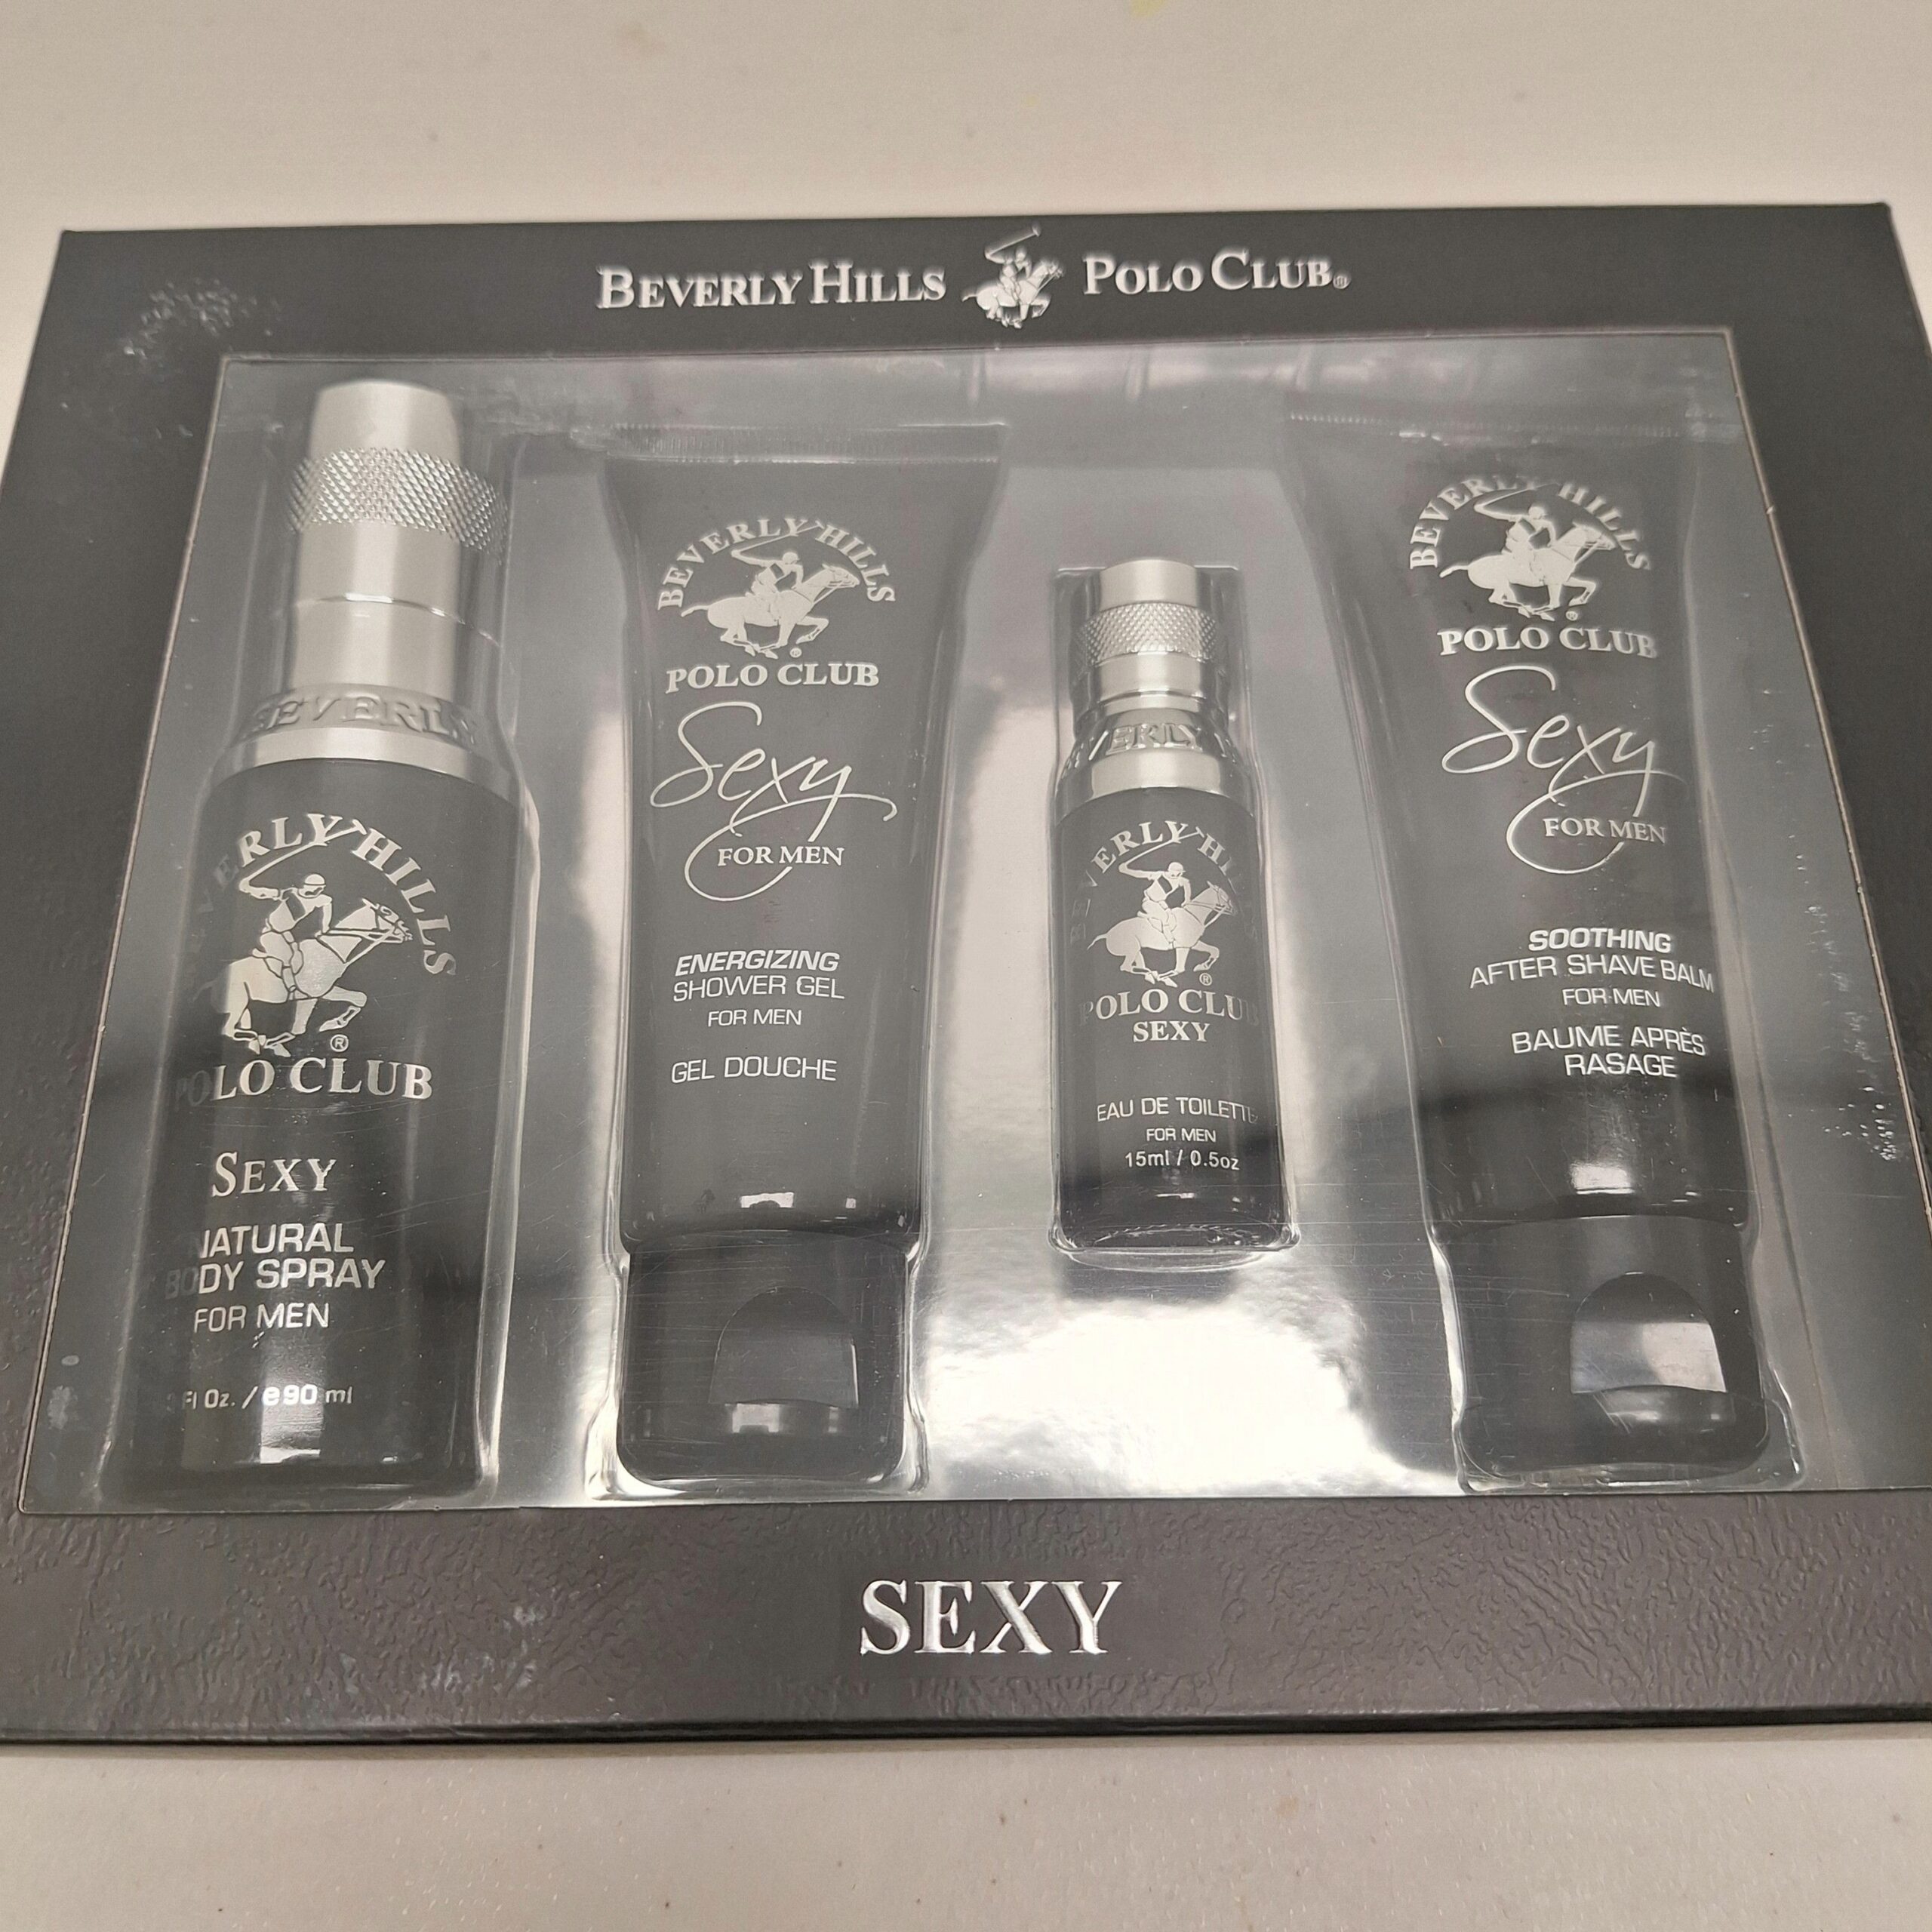 BEVERLY HILLS POLO CLUB®
BEVERLY
BEVERLY HILLS
®
POLO CLUB
SEXY
NATURAL
BODY SPRAY
FOR MEN
Fl Oz. / e90 ml
BEVERLY HILLS
®
POLO CLUB
Sexy
FOR MEN
ENERGIZING
SHOWER GEL
FOR MEN
GEL DOUCHE
VERLY
BEVERLY HILLS
®
POLO CLUB
SEXY
EAU DE TOILETTE
FOR MEN
15ml / 0.5oz
BEVERLY HILLS
®
POLO CLUB
Sexy
FOR MEN
SOOTHING
AFTER SHAVE BALM
FOR MEN
BAUME APRÈS
RASAGE
SEXY